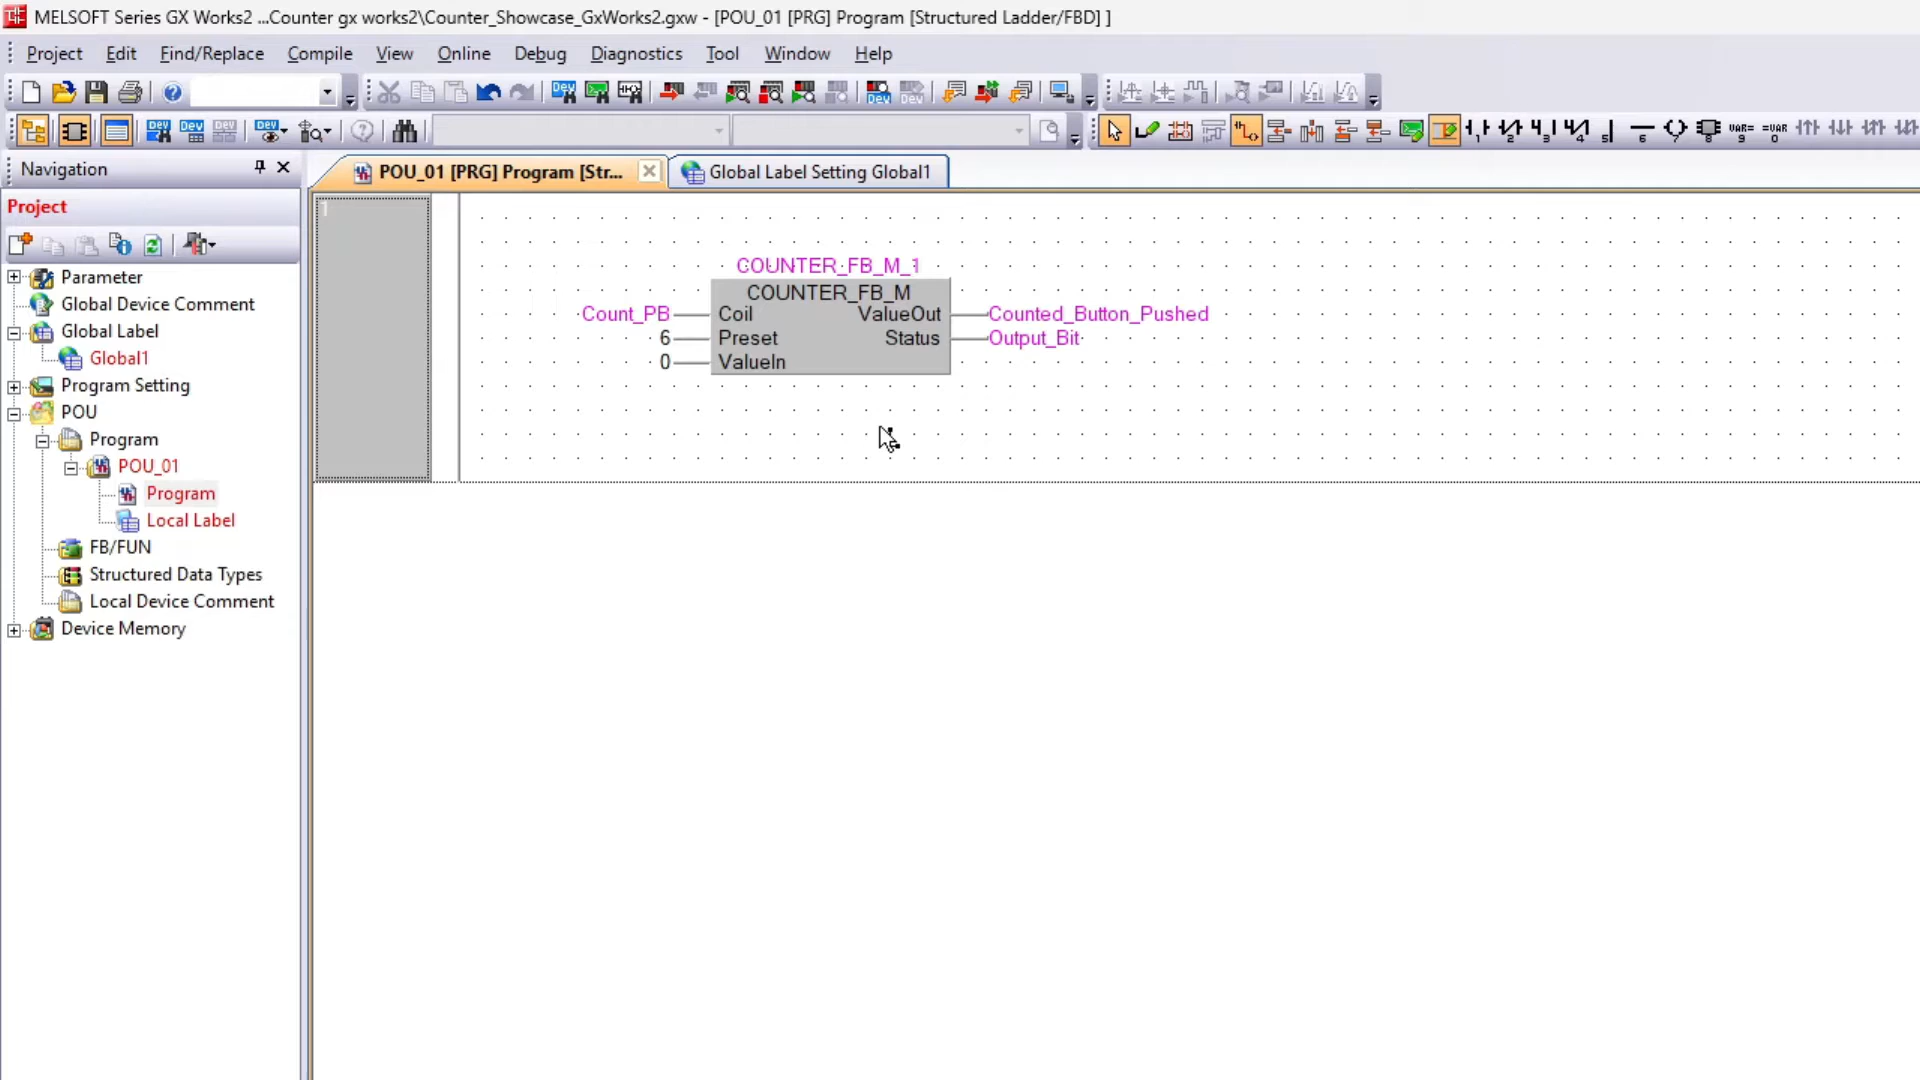 MELSOFT Series GX Works2 ...Counter gx works2\Counter_Showcase_GxWorks2.gxw - [POU_01 [PRG] Program [Structured Ladder/FBD] ]
Project Edit Find/Replace Compile View Online Debug Diagnostics Tool Window Help
Navigation
POU_01 [PRG] Program [Str...
Global Label Setting Global1
Project
1
Parameter
Global Device Comment
Global Label
Global1
Program Setting
POU
Program
POU_01
Program
Local Label
FB/FUN
Structured Data Types
Local Device Comment
Device Memory
COUNTER_FB_M_1
COUNTER_FB_M
Count_PB Coil ValueOut Counted_Button_Pushed
6 Preset Status Output_Bit
0 ValueIn